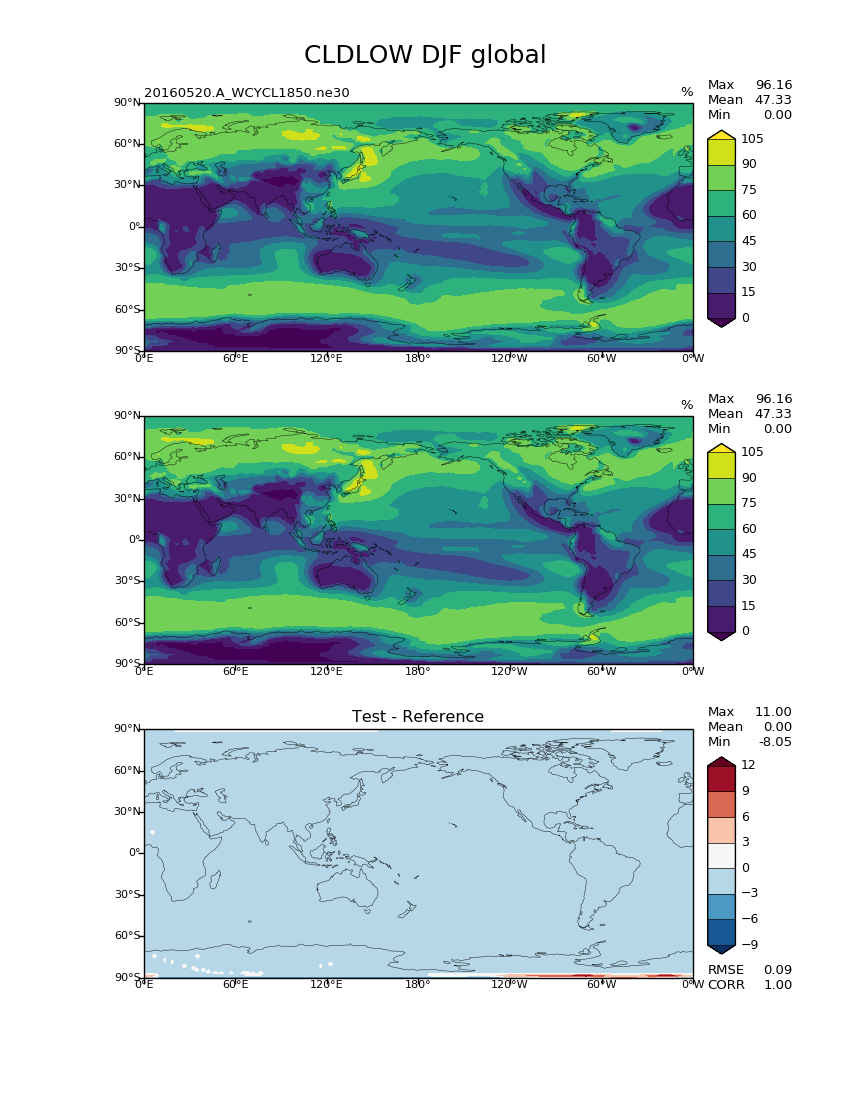 CLDLOW DJF global
20160520.A_WCYCL1850.ne30
%
Max 96.16
Mean 47.33
Min 0.00
90°N
60°N
30°N
0°
30°S
60°S
90°S
0°E 60°E 120°E 180° 120°W 60°W 0°W
105
90
75
60
45
30
15
0
%
Max 96.16
Mean 47.33
Min 0.00
90°N
60°N
30°N
0°
30°S
60°S
90°S
0°E 60°E 120°E 180° 120°W 60°W 0°W
105
90
75
60
45
30
15
0
Test - Reference
Max 11.00
Mean 0.00
Min -8.05
90°N
60°N
30°N
0°
30°S
60°S
90°S
0°E 60°E 120°E 180° 120°W 60°W 0°W
12
9
6
3
0
−3
−6
−9
RMSE 0.09
CORR 1.00